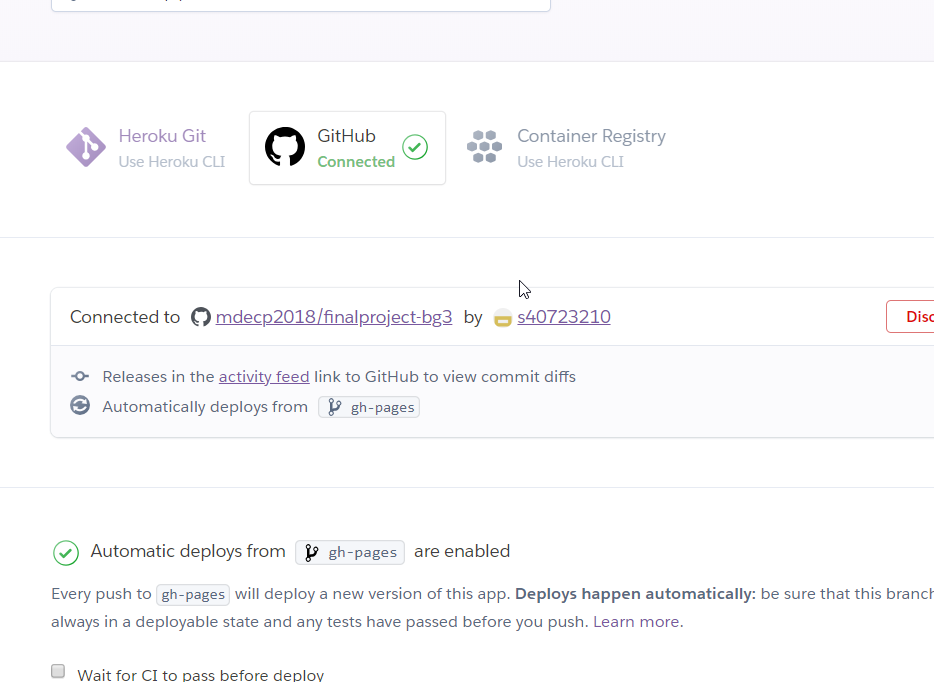 Heroku Git
Use Heroku CLI
GitHub
Connected
Container Registry
Use Heroku CLI
Connected to mdecp2018/finalproject-bg3 by s40723210
Releases in the activity feed link to GitHub to view commit diffs
Automatically deploys from gh-pages
Automatic deploys from gh-pages are enabled
Every push to gh-pages will deploy a new version of this app. Deploys happen automatically: be sure that this branch
always in a deployable state and any tests have passed before you push. Learn more.
Wait for CI to pass before deploy